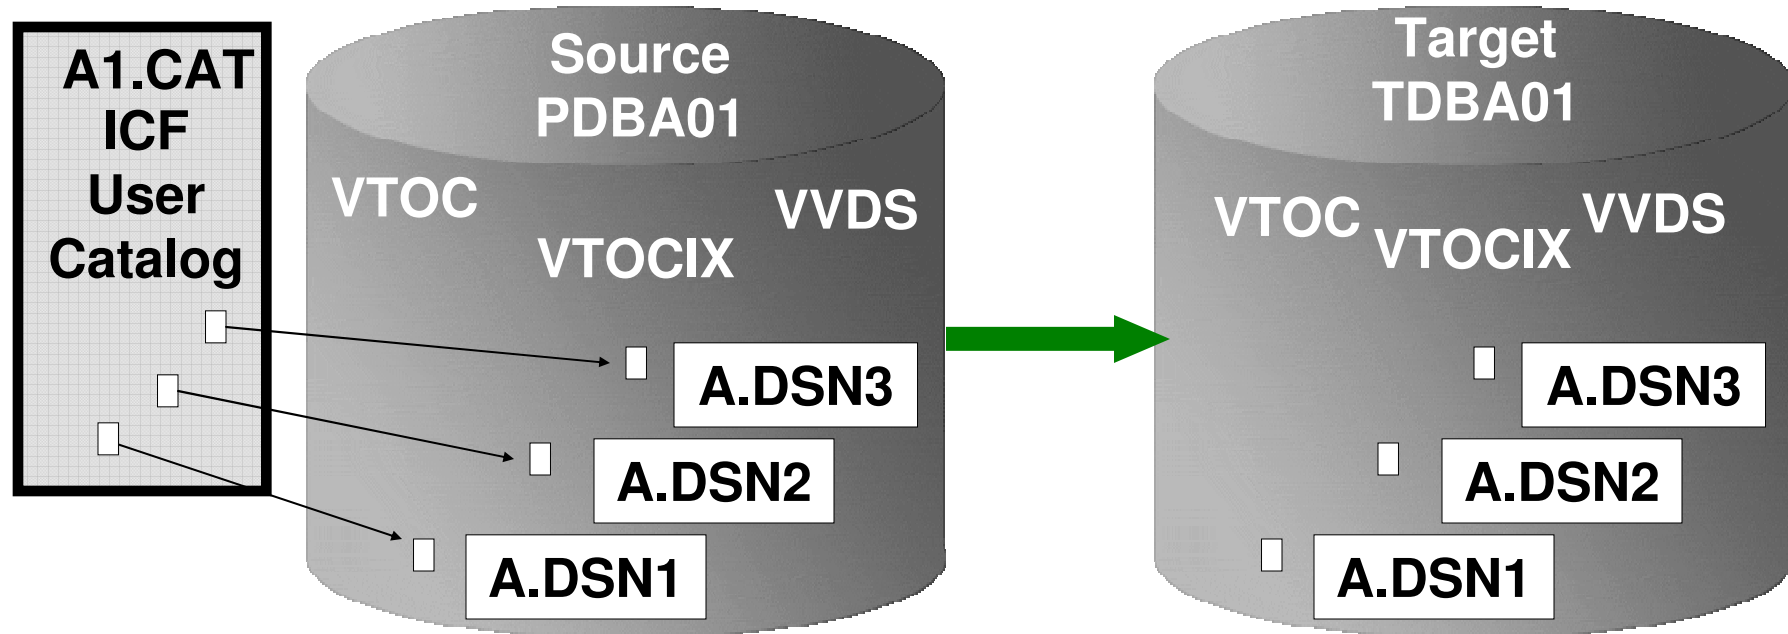 A1.CAT
ICF
User
Catalog
Source
PDBA01
VTOC
VVDS
VTOCIX
A.DSN3
A.DSN2
A.DSN1
Target
TDBA01
VTOC
VVDS
VTOCIX
A.DSN3
A.DSN2
A.DSN1